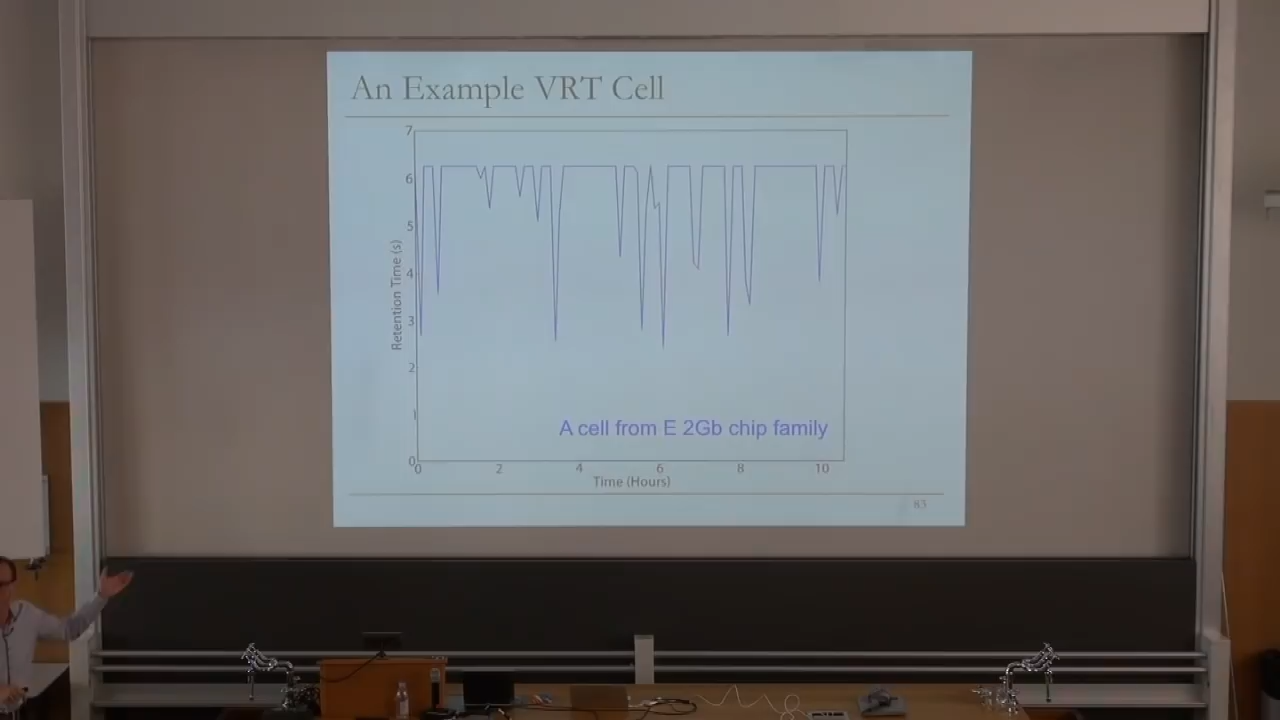 An Example VRT Cell
7
6
5
4
3
2
1
0
Retention Time (s)
A cell from E 2Gb chip family
0 2 4 6 8 10
Time (Hours)
83